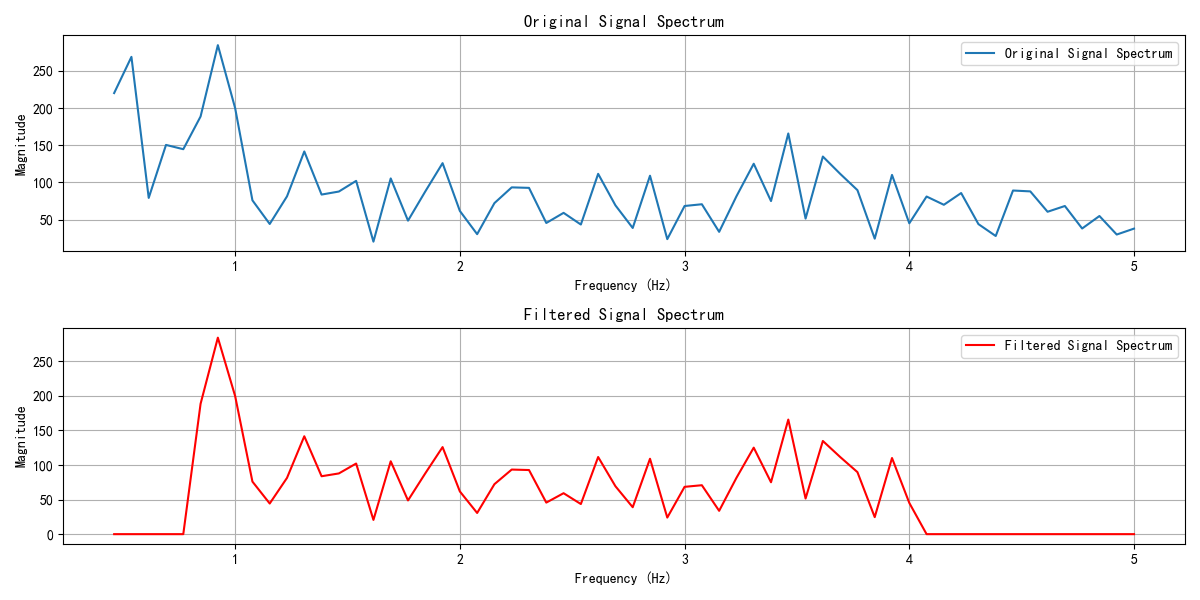 Original Signal Spectrum
Original Signal Spectrum
Magnitude
250
200
150
100
50
1 2 3 4 5
Frequency (Hz)
Filtered Signal Spectrum
Filtered Signal Spectrum
Magnitude
250
200
150
100
50
0
1 2 3 4 5
Frequency (Hz)